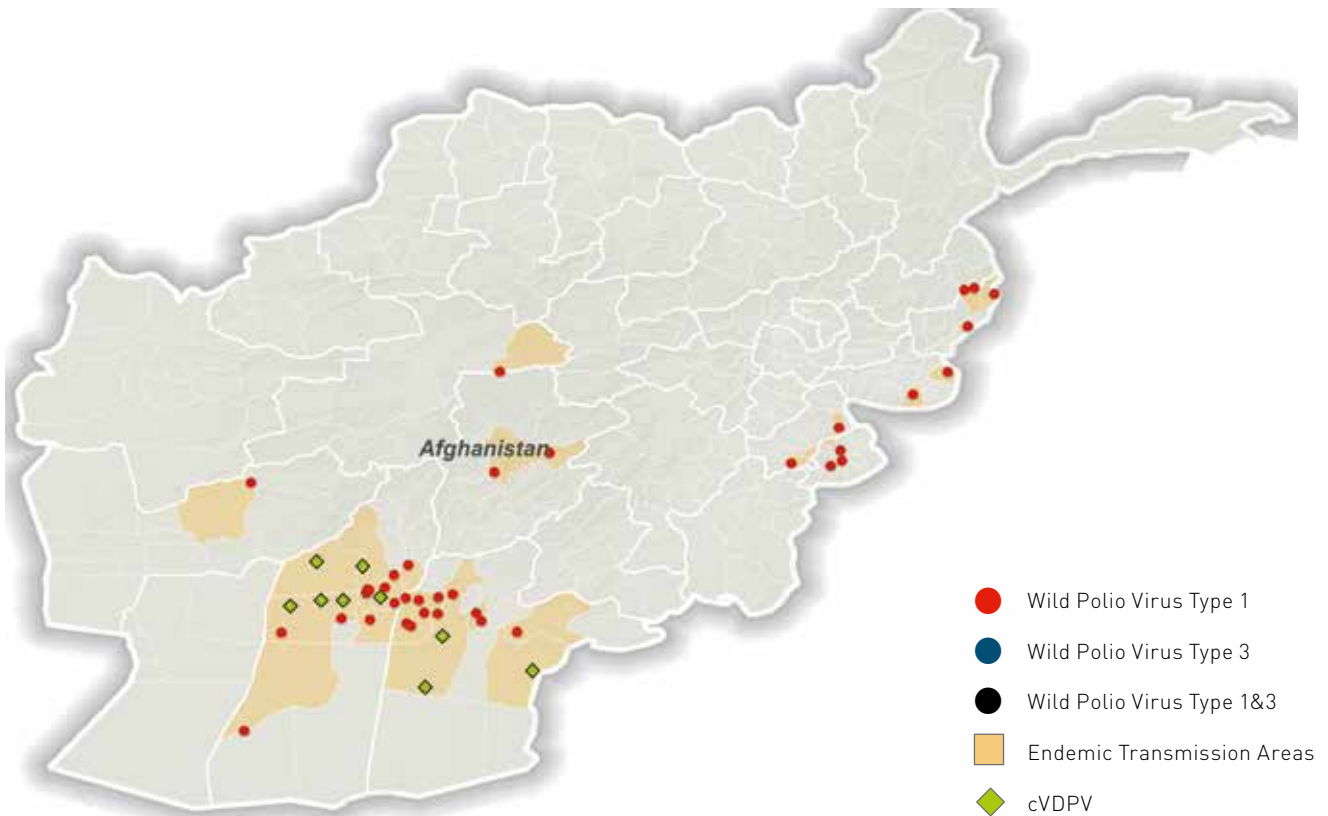 Afghanistan
Wild Polio Virus Type 1
Wild Polio Virus Type 3
Wild Polio Virus Type 1&3
Endemic Transmission Areas
cVDPV